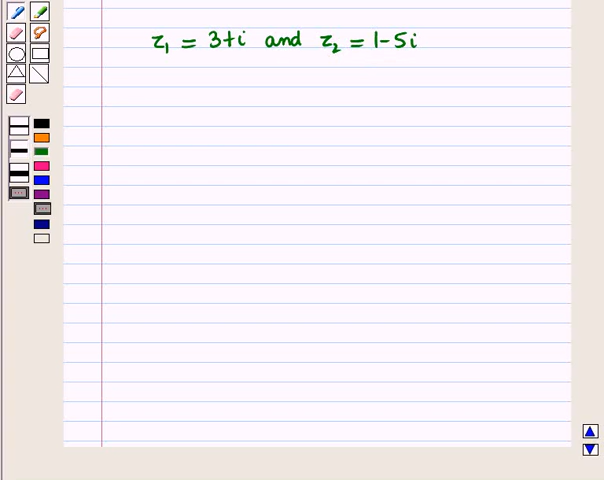 z₁ = 3+i and z₂ = 1-5i